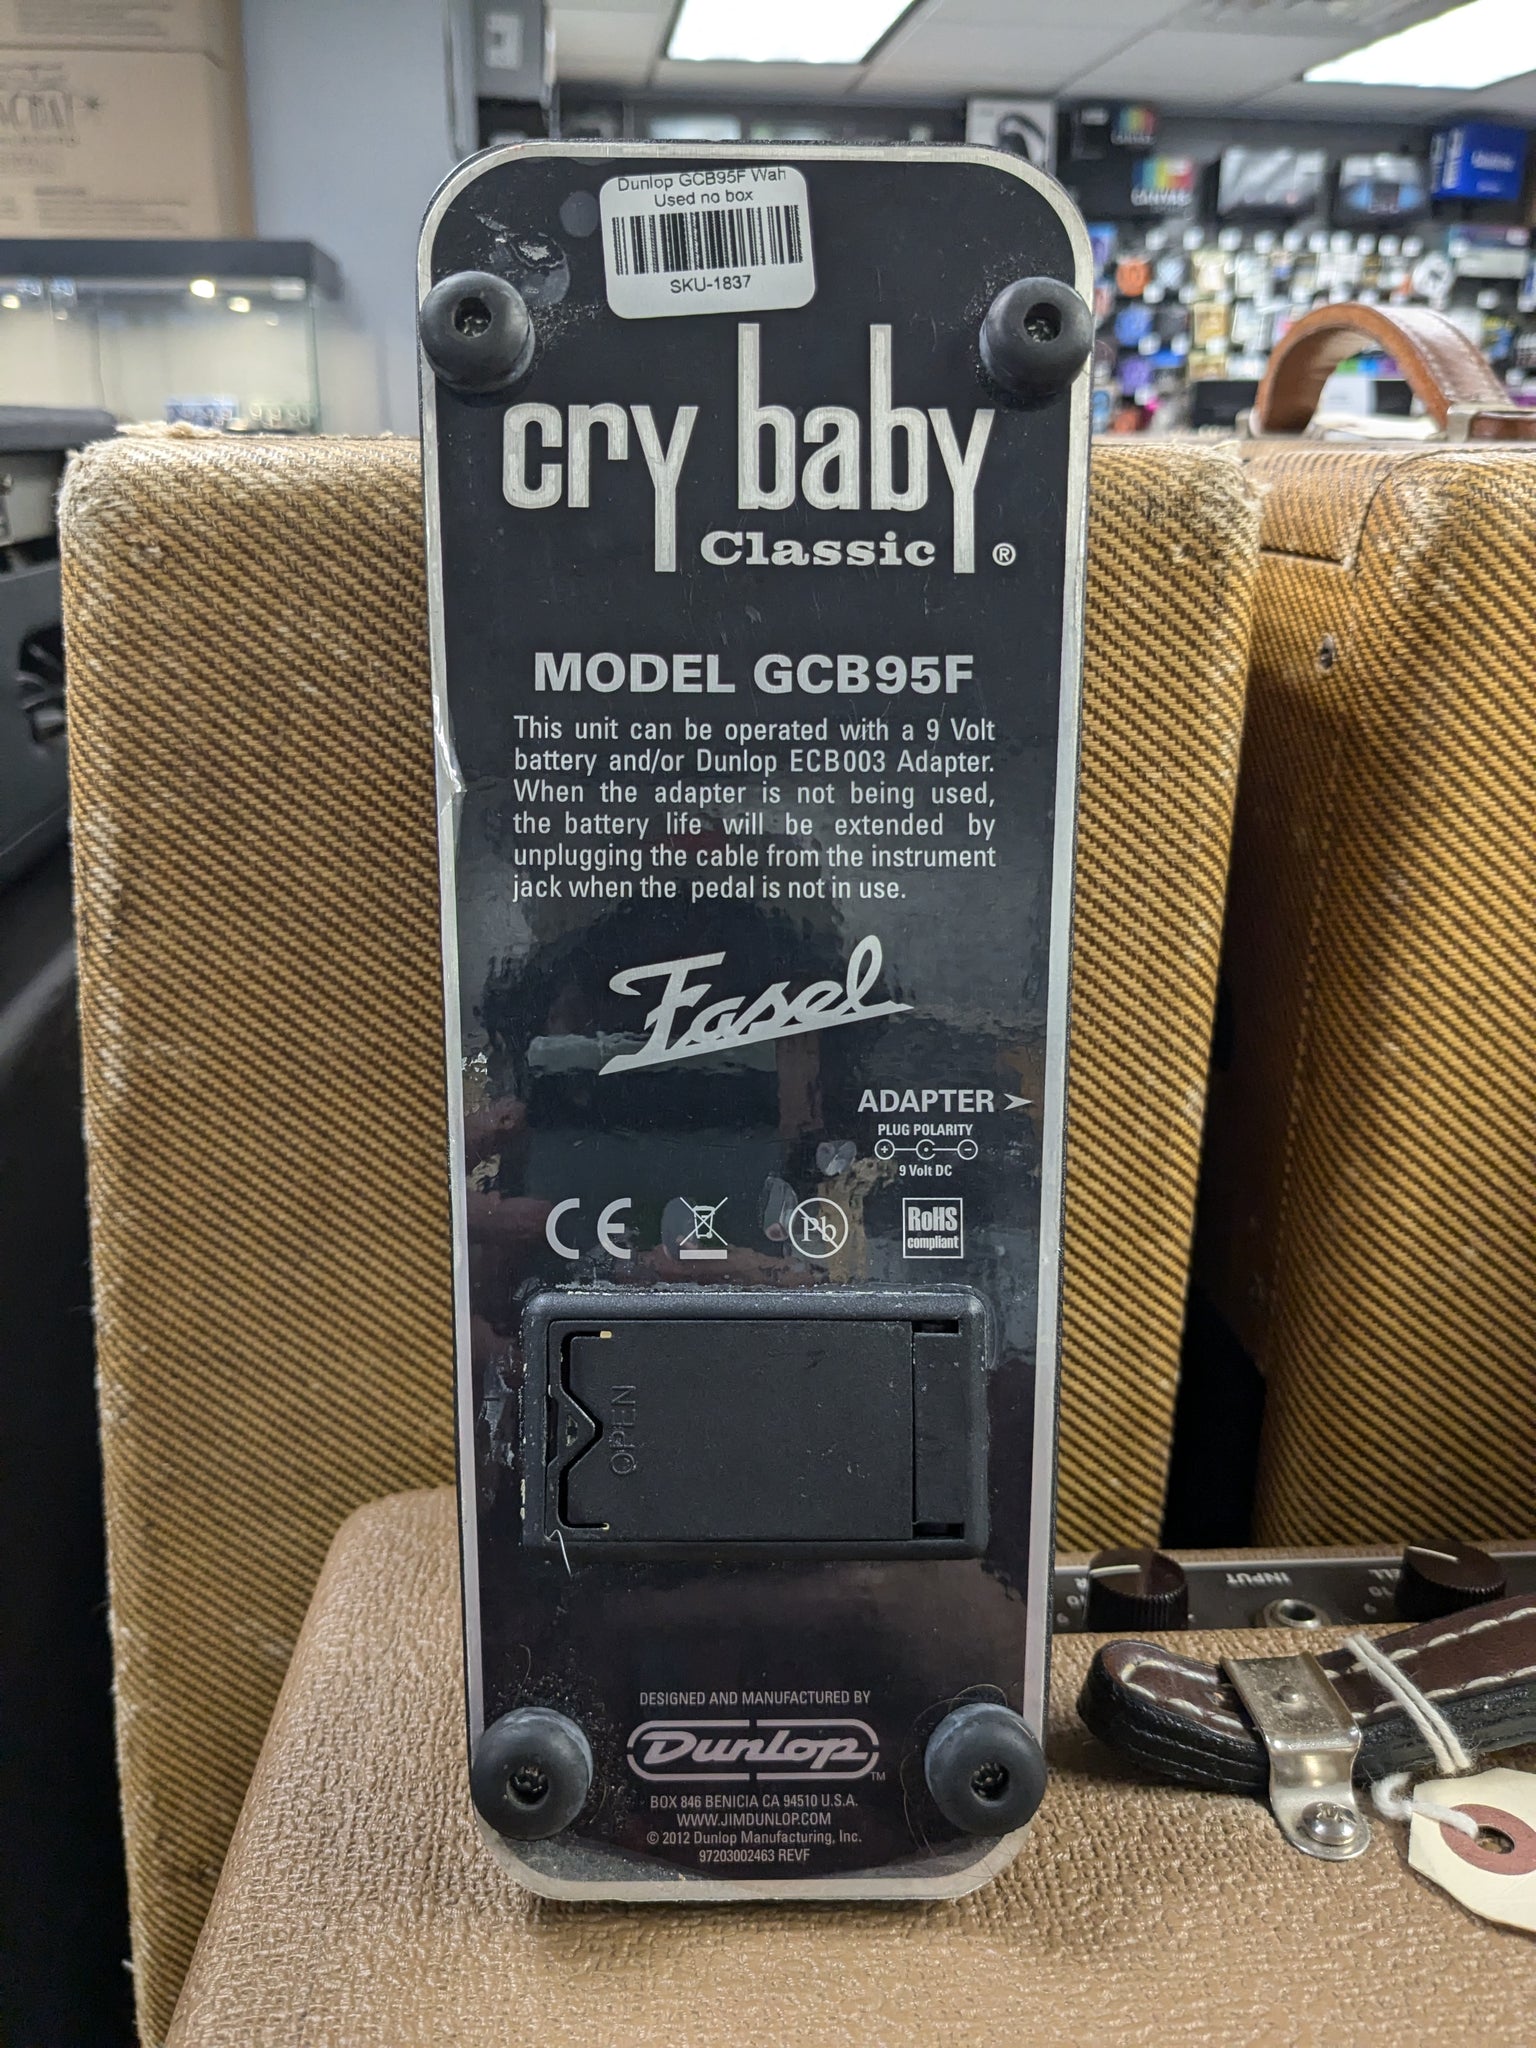 Dunlop GCB95F Wah
Used no box
SKU-1837
cry baby
Classic ®
MODEL GCB95F
This unit can be operated with a 9 Volt
battery and/or Dunlop ECB003 Adapter.
When the adapter is not being used,
the battery life will be extended by
unplugging the cable from the instrument
jack when the pedal is not in use.
Fasel
ADAPTER
PLUG POLARITY
+ -
9 Volt DC
CE
Pb
RoHS
compliant
OPEN
DESIGNED AND MANUFACTURED BY
Dunlop™
BOX 846 BENICIA CA 94510 U.S.A.
WWW.JIMDUNLOP.COM
© 2012 Dunlop Manufacturing, Inc.
97203002463 REVF
INPUT